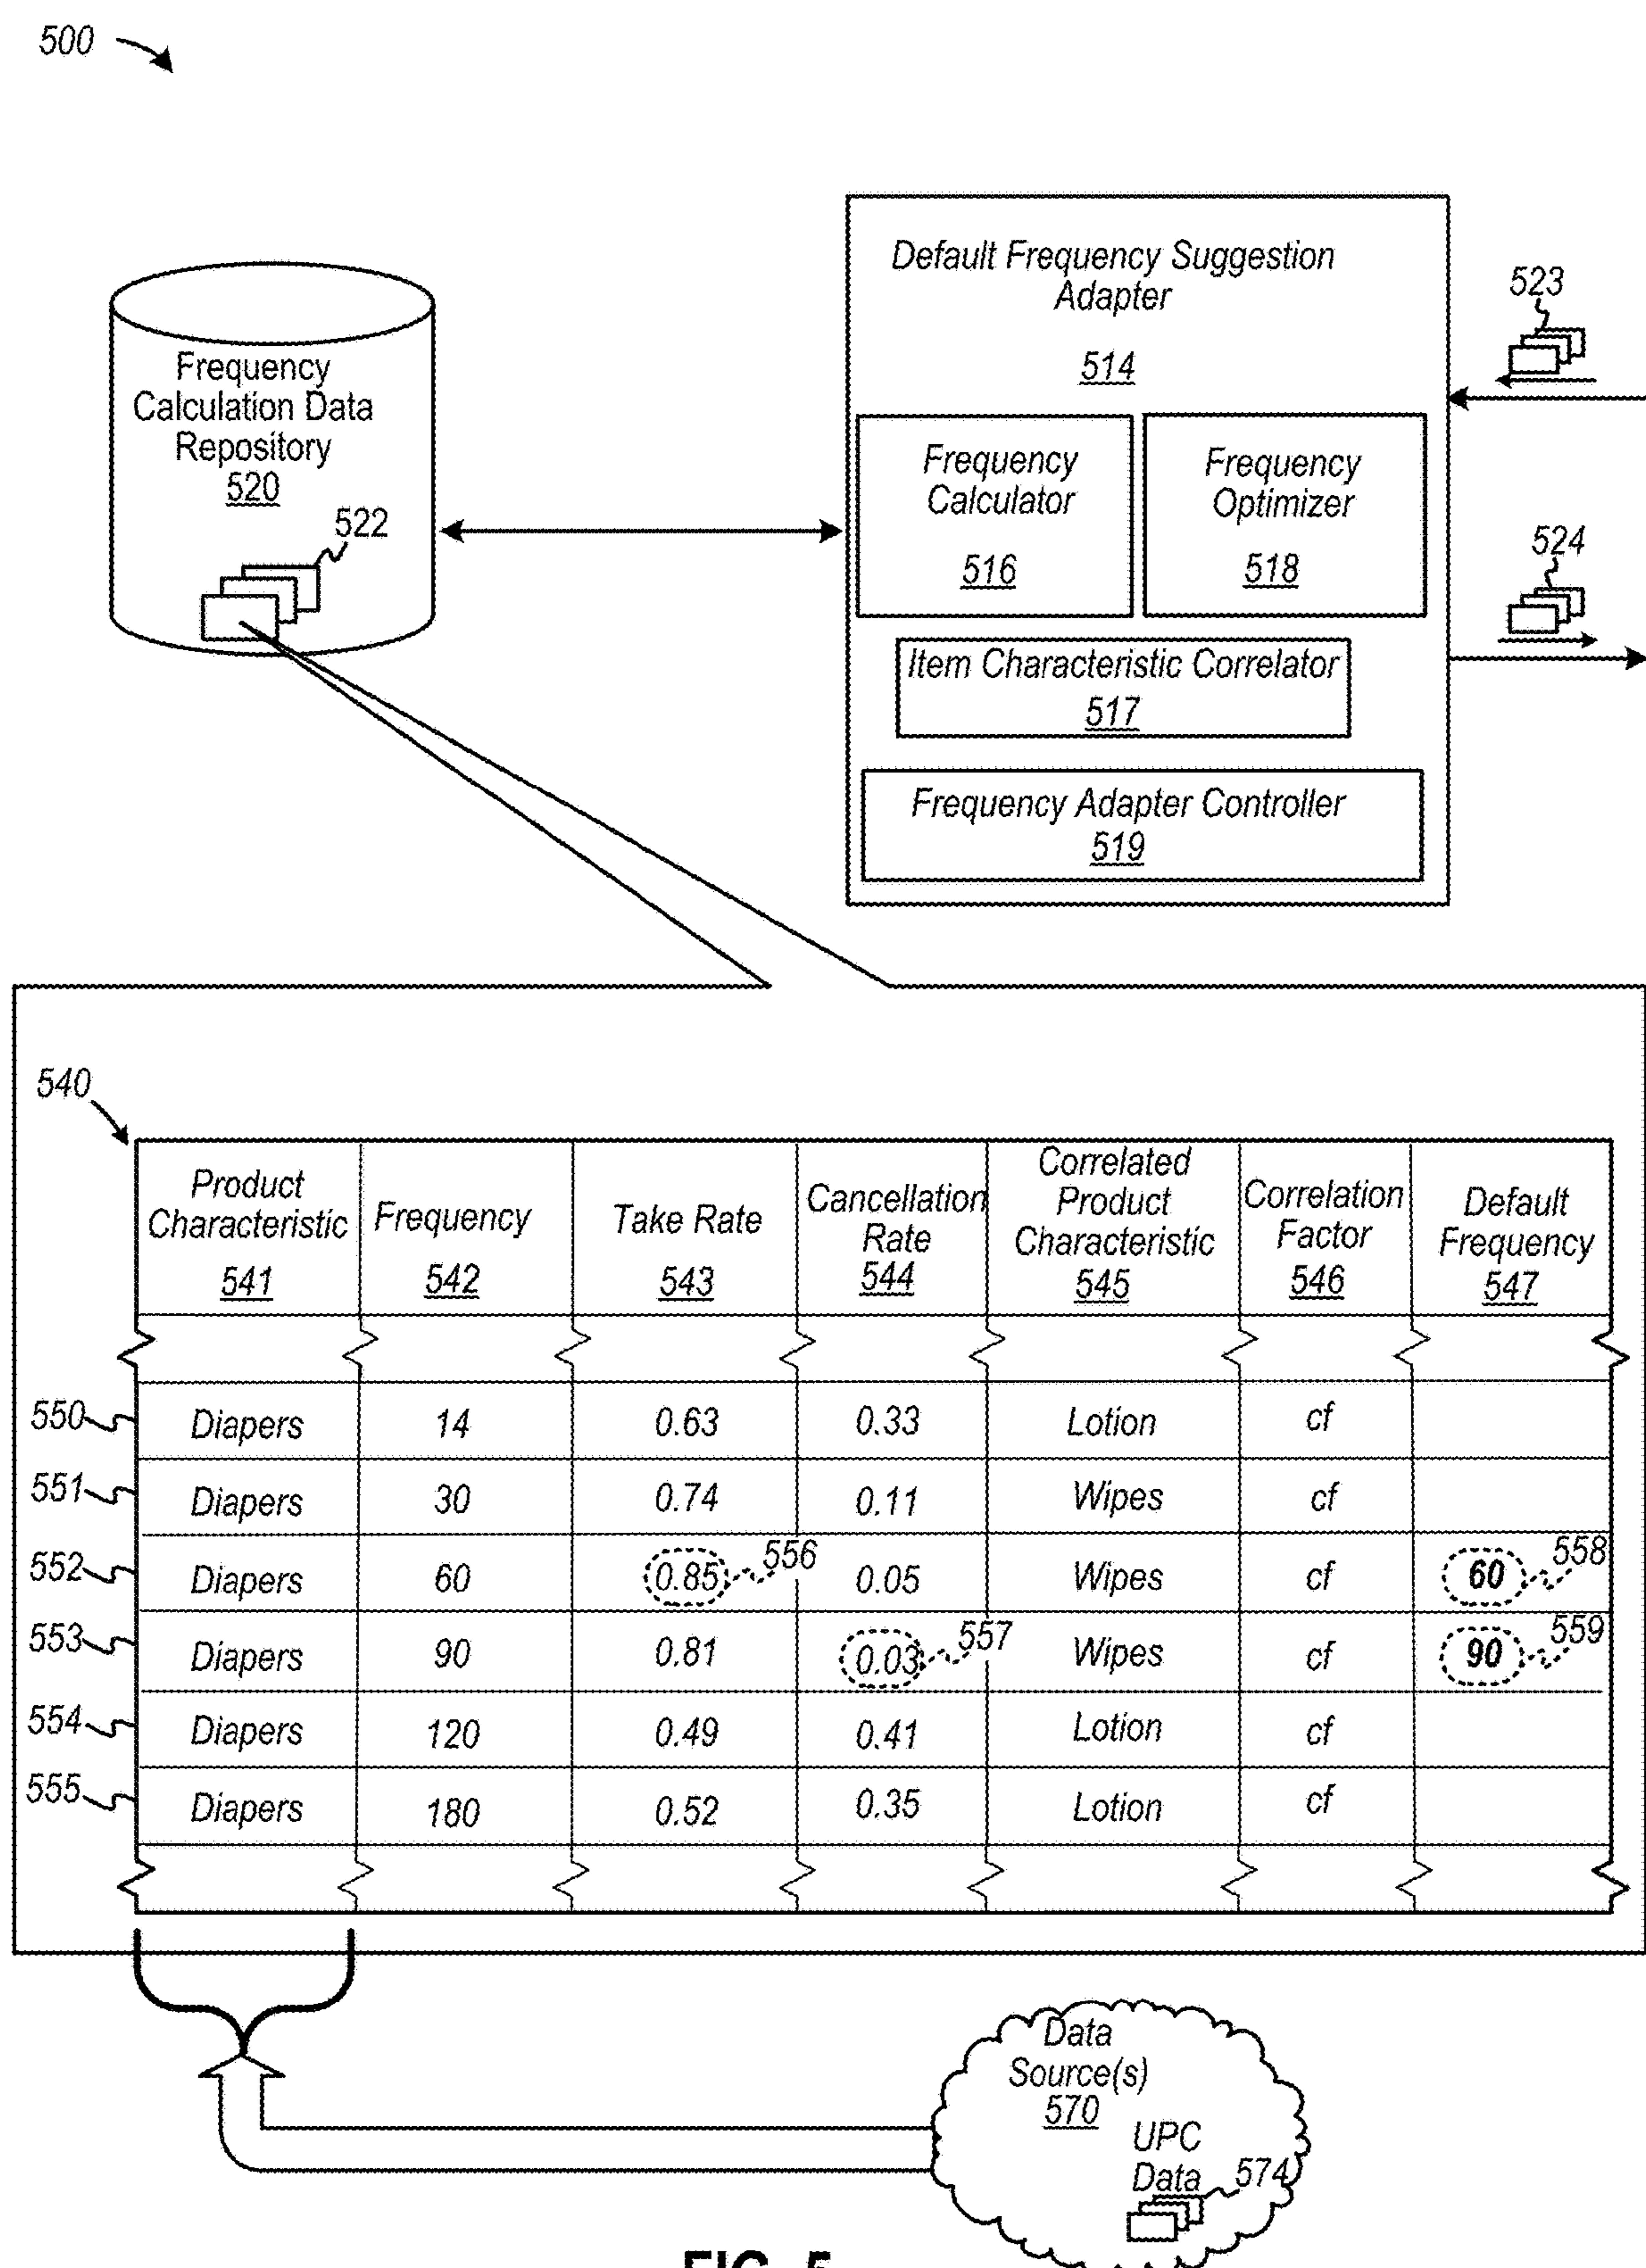 500
Default Frequency Suggestion
Adapter
514
523
Frequency
Calculation Data
Repository
520
522
Frequency
Calculator
516
Frequency
Optimizer
518
524
Item Characteristic Correlator
517
Frequency Adapter Controller
519
540
Product
Characteristic
541
Frequency
542
Take Rate
543
Cancellation
Rate
544
Correlated
Product
Characteristic
545
Correlation
Factor
546
Default
Frequency
547
550 Diapers 14 0.63 0.33 Lotion cf
551 Diapers 30 0.74 0.11 Wipes cf
552 Diapers 60 0.85 556 0.05 Wipes cf 60 558
553 Diapers 90 0.81 0.03 557 Wipes cf 90 559
554 Diapers 120 0.49 0.41 Lotion cf
555 Diapers 180 0.52 0.35 Lotion cf
Data
Source(s)
570
UPC
Data
574
FIG. 5